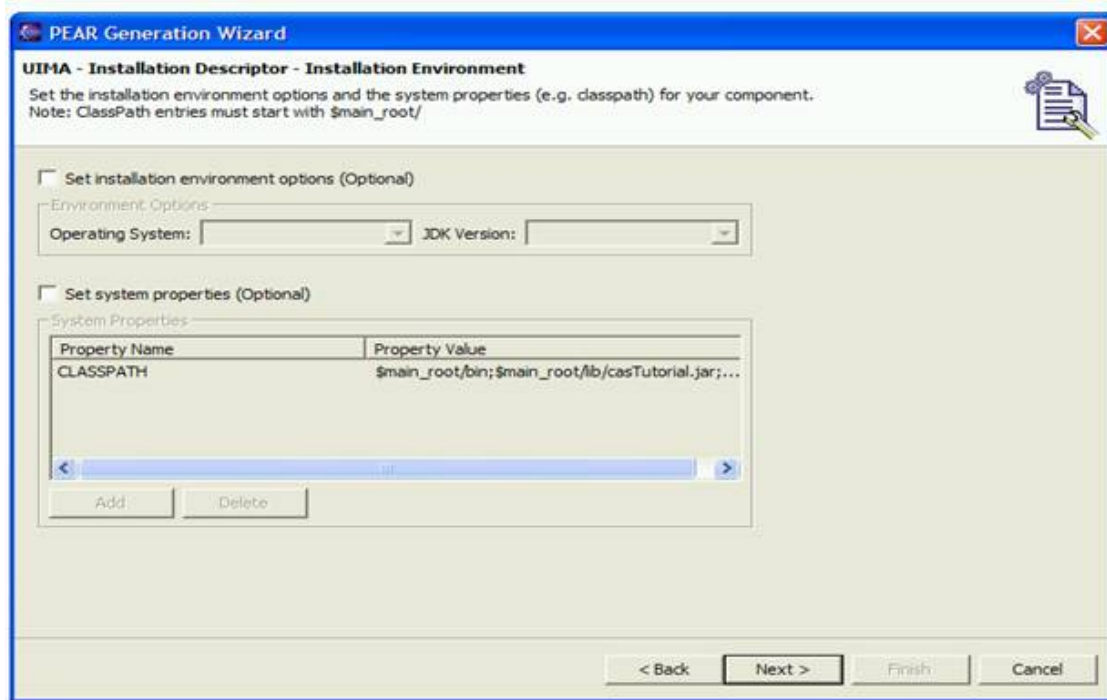 PEAR Generation Wizard
UIMA - Installation Descriptor - Installation Environment
Set the installation environment options and the system properties (e.g. classpath) for your component.
Note: ClassPath entries must start with $main_root/
Set installation environment options (Optional)
Environment Options
Operating System: JDK Version:
Set system properties (Optional)
System Properties
Property Name Property Value
CLASSPATH $main_root/bin;$main_root/lib/casTutorial.jar;...
Add Delete
< Back Next > Finish Cancel